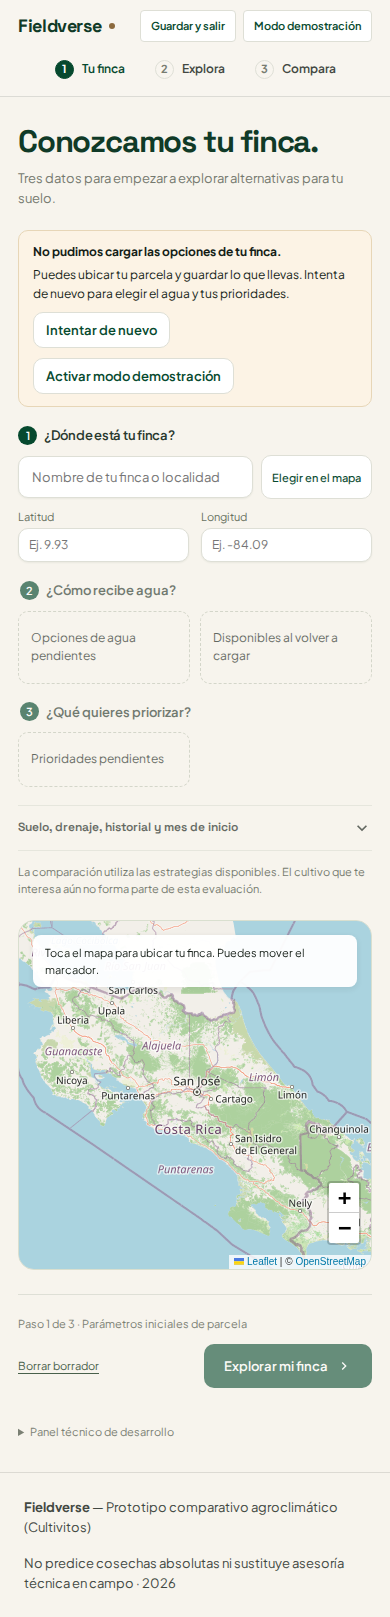 Fieldverse
Guardar y salir
Modo demostración
1 Tu finca
2 Explora
3 Compara
Conozcamos tu finca.
Tres datos para empezar a explorar alternativas para tu
suelo.
No pudimos cargar las opciones de tu finca.
Puedes ubicar tu parcela y guardar lo que llevas. Intenta
de nuevo para elegir el agua y tus prioridades.
Intentar de nuevo
Activar modo demostración
1 ¿Dónde está tu finca?
Nombre de tu finca o localidad
Elegir en el mapa
Latitud
Longitud
Ej. 9.93
Ej. -84.09
2 ¿Cómo recibe agua?
Opciones de agua
pendientes
Disponibles al volver a
cargar
3 ¿Qué quieres priorizar?
Prioridades pendientes
Suelo, drenaje, historial y mes de inicio
La comparación utiliza las estrategias disponibles. El cultivo que te
interesa aún no forma parte de esta evaluación.
Toca el mapa para ubicar tu finca. Puedes mover el
marcador.
San Carlos
Upala
Liberia
Guanacaste
Alajuela
Nicoya
Puntarenas
San José
Limón
Cartago
Limón
Costa Rica
San Isidro
de El General
Changuinola
Puntarenas
Neily
+
−
Leaflet | © OpenStreetMap
Paso 1 de 3 · Parámetros iniciales de parcela
Borrar borrador
Explorar mi finca
Panel técnico de desarrollo
Fieldverse — Prototipo comparativo agroclimático
(Cultivitos)
No predice cosechas absolutas ni sustituye asesoría
técnica en campo · 2026